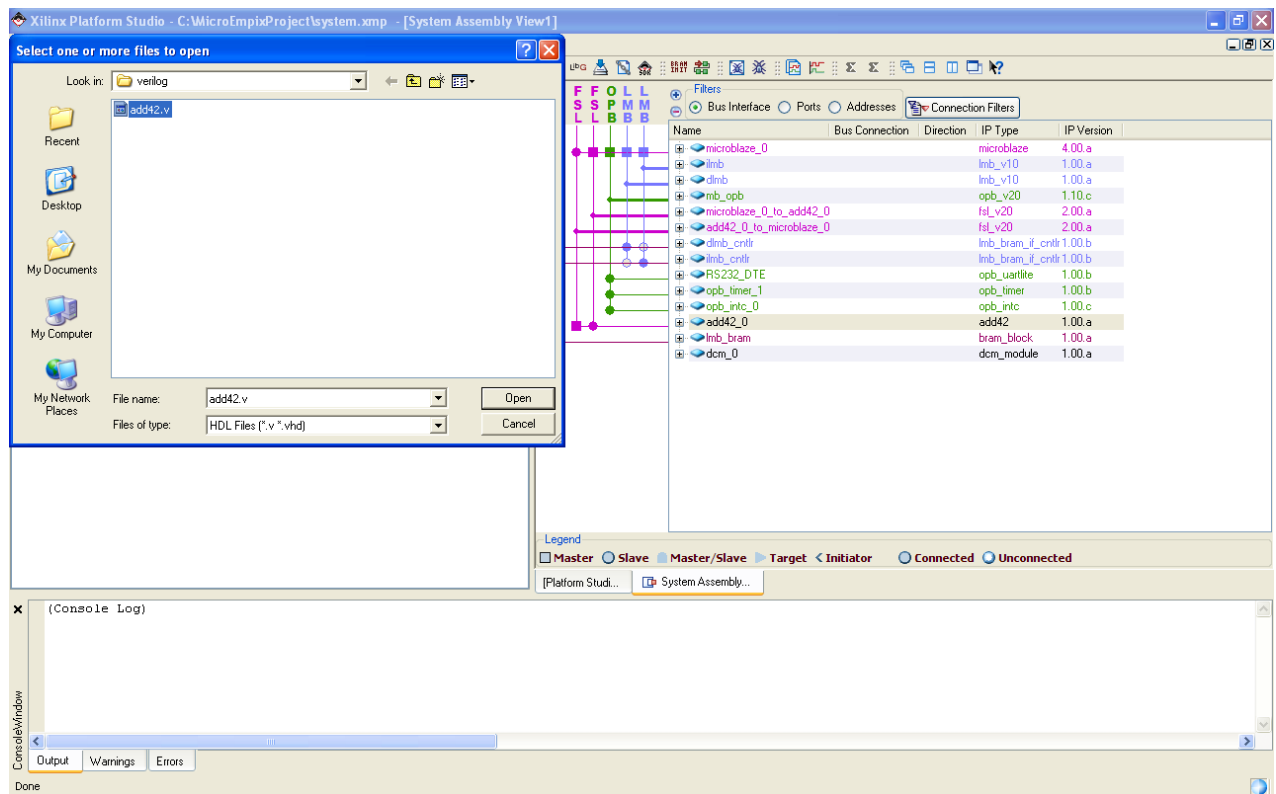 Xilinx Platform Studio - C:\MicroEmpixProject\system.xmp - [System Assembly View1]
Select one or more files to open
Look in: verilog
add42.v
Recent
Desktop
My Documents
My Computer
My Network
Places
File name: add42.v Open
Files of type: HDL Files (*.v *.vhd) Cancel
F F O L L
S S P M M
L L B B B
Filters
Bus Interface Ports Addresses Connection Filters
Name Bus Connection Direction IP Type IP Version
microblaze_0 microblaze 4.00.a
ilmb lmb_v10 1.00.a
dlmb lmb_v10 1.00.a
mb_opb opb_v20 1.10.c
microblaze_0_to_add42_0 fsl_v20 2.00.a
add42_0_to_microblaze_0 fsl_v20 2.00.a
dlmb_cntlr lmb_bram_if_cntlr 1.00.b
ilmb_cntlr lmb_bram_if_cntlr 1.00.b
RS232_DTE opb_uartlite 1.00.b
opb_timer_1 opb_timer 1.00.b
opb_intc_0 opb_intc 1.00.c
add42_0 add42 1.00.a
lmb_bram bram_block 1.00.a
dcm_0 dcm_module 1.00.a
Legend
Master Slave Master/Slave Target Initiator Connected Unconnected
[Platform Studi... System Assembly...
(Console Log)
ConsoleWindow
Output Warnings Errors
Done